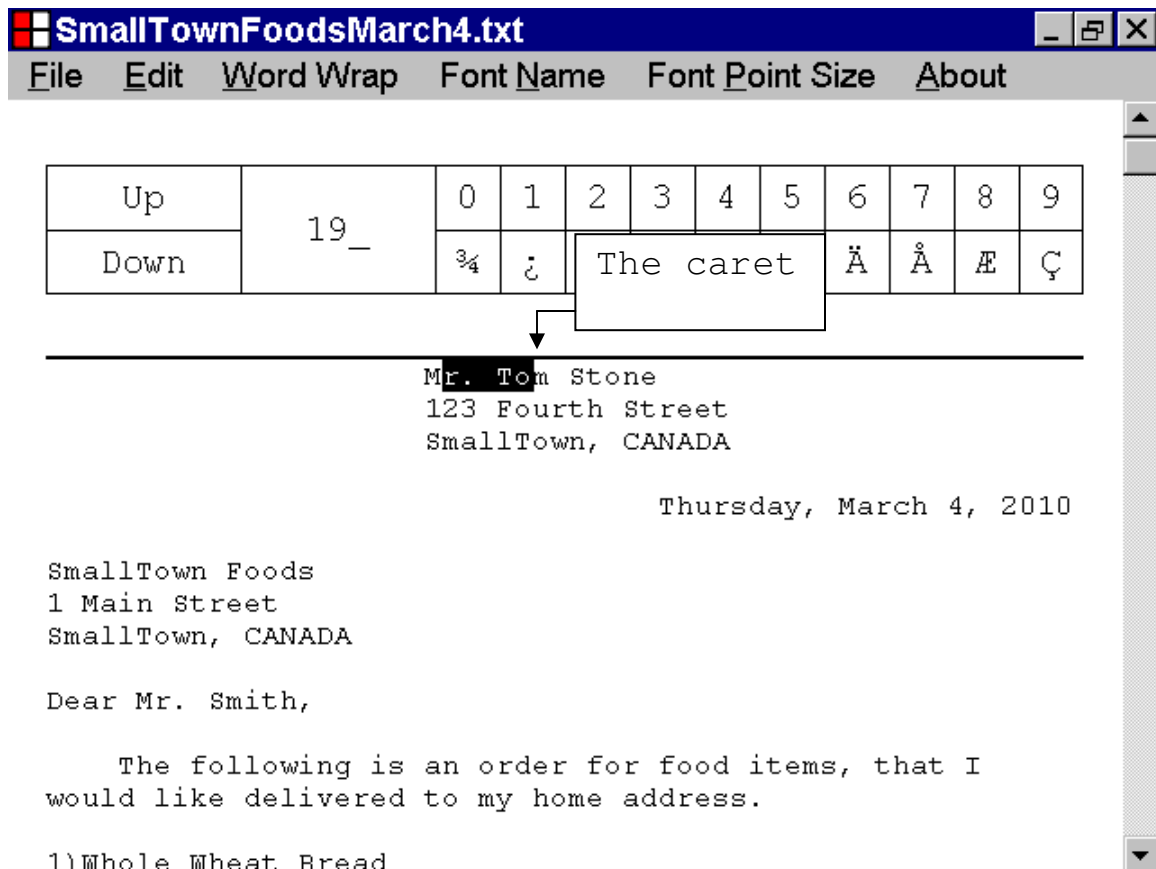 SmallTownFoodsMarch4.txt
File Edit Word Wrap Font Name Font Point Size About
Up 19_ 0 1 2 3 4 5 6 7 8 9
Down ¾ ¿ Ä Å Æ Ç
The caret
Mr. Tom Stone
123 Fourth Street
SmallTown, CANADA
Thursday, March 4, 2010
SmallTown Foods
1 Main Street
SmallTown, CANADA
Dear Mr. Smith,
The following is an order for food items, that I
would like delivered to my home address.
1)Whole Wheat Bread